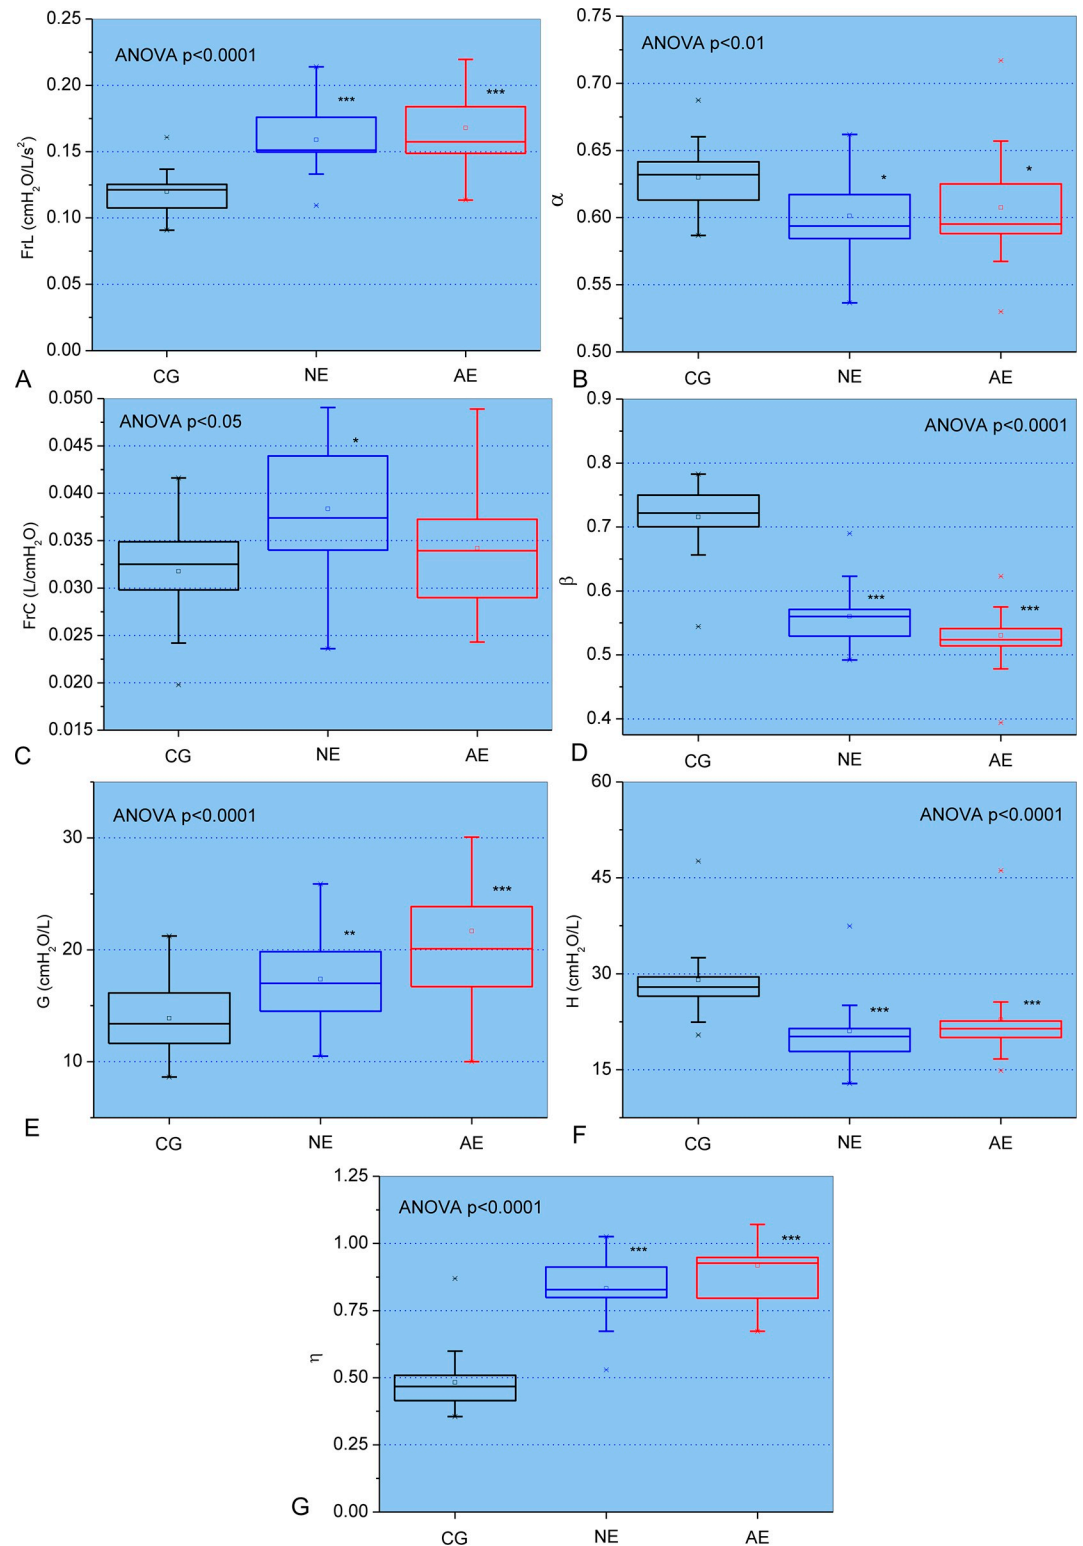 0.25
ANOVA p<0.0001
***
***
0.20
0.15
0.10
0.05
0.00
FrL (cmH₂O/L/s²)
CG
NE
AE
A
0.75
ANOVA p<0.01
0.70
0.65
*
*
0.60
0.55
0.50
α
CG
NE
AE
B
0.050
ANOVA p<0.05
*
0.045
0.040
0.035
0.030
0.025
0.020
0.015
FrC (L/cmH₂O)
CG
NE
AE
C
0.9
ANOVA p<0.0001
0.8
0.7
0.6
***
***
0.5
0.4
β
CG
NE
AE
D
ANOVA p<0.0001
30
***
**
20
10
G (cmH₂O/L)
CG
NE
AE
E
60
ANOVA p<0.0001
45
30
***
***
15
H (cmH₂O/L)
CG
NE
AE
F
1.25
ANOVA p<0.0001
***
***
1.00
0.75
0.50
0.25
0.00
η
CG
NE
AE
G